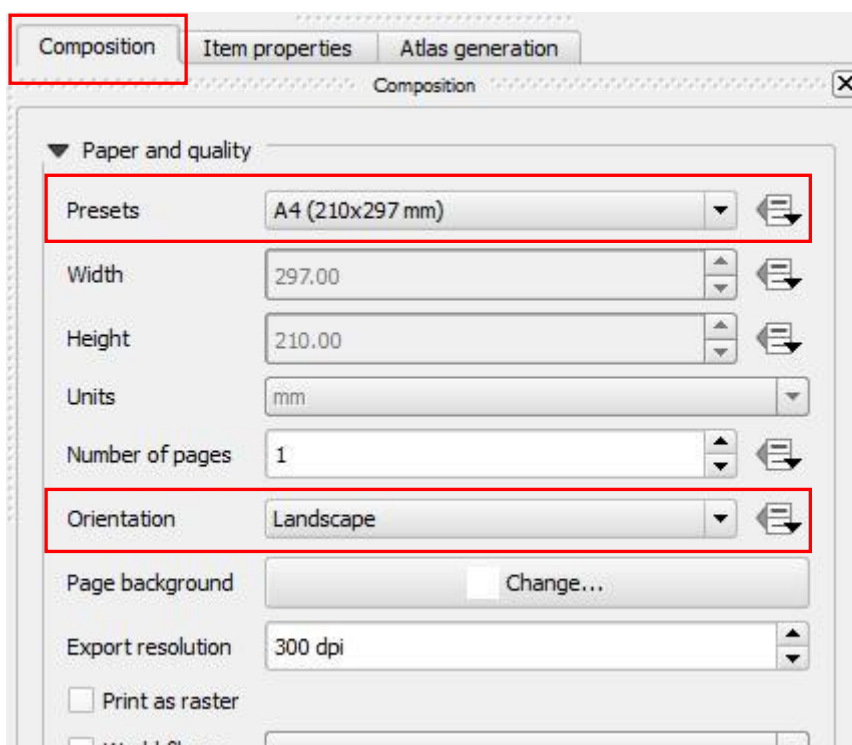 Composition Item properties Atlas generation
Composition
Paper and quality
Presets A4 (210x297 mm)
Width 297.00
Height 210.00
Units mm
Number of pages 1
Orientation Landscape
Page background Change...
Export resolution 300 dpi
Print as raster